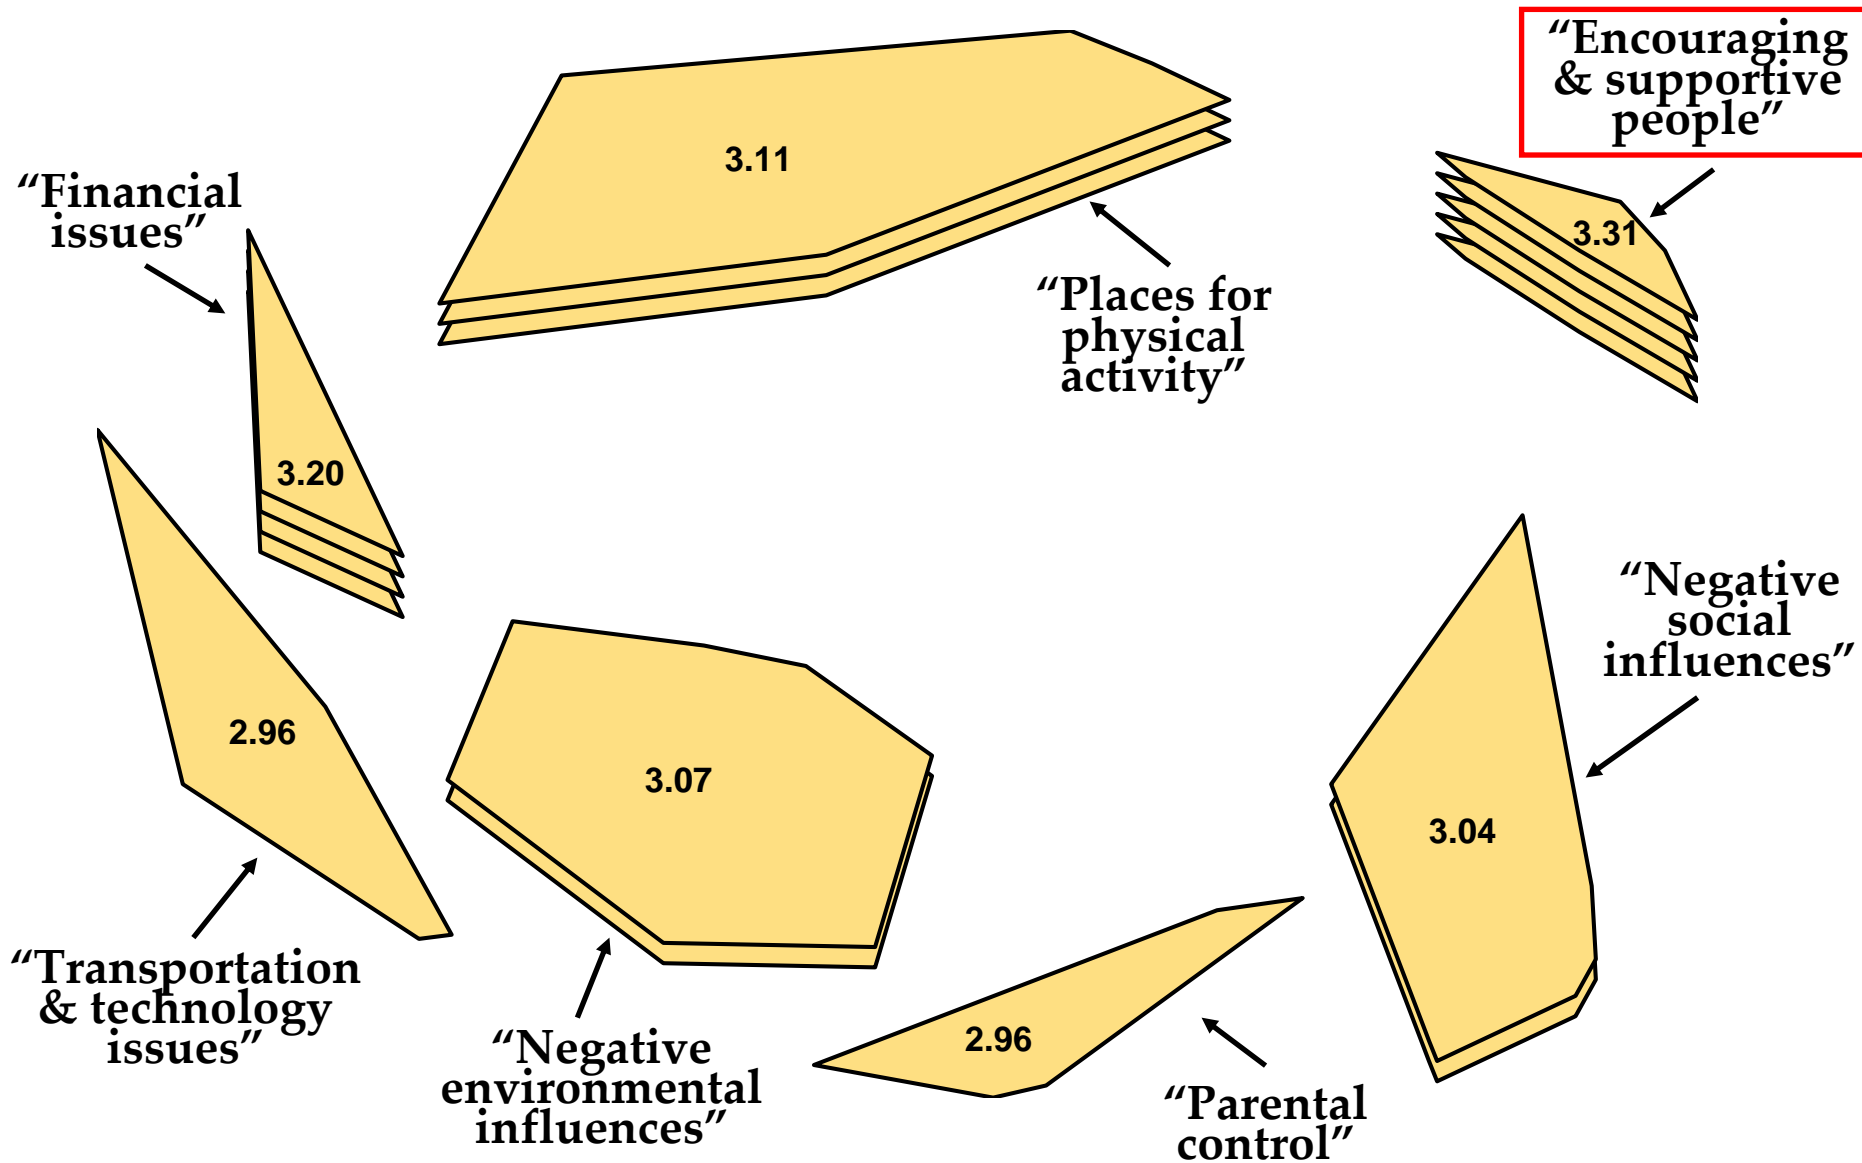 “Encouraging
& supportive
people”
3.11
“Financial
issues”
3.31
“Places for
physical
activity”
3.20
“Negative
social
influences”
2.96
3.07
3.04
“Transportation
& technology
issues”
“Negative
environmental
influences”
2.96
“Parental
control”